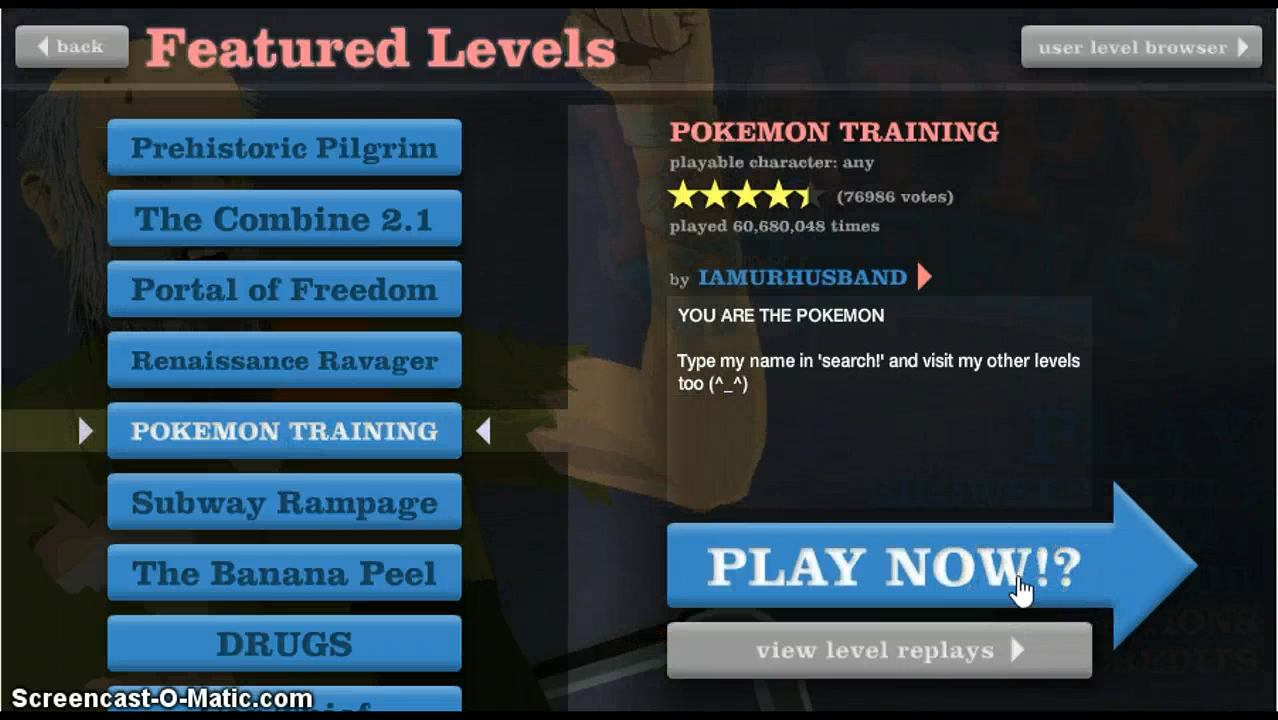 back
Featured Levels
user level browser
Prehistoric Pilgrim
The Combine 2.1
Portal of Freedom
Renaissance Ravager
POKEMON TRAINING
Subway Rampage
The Banana Peel
DRUGS
POKEMON TRAINING
playable character: any
(76986 votes)
played 60,680,048 times
by IAMURHUSBAND
YOU ARE THE POKEMON
Type my name in 'search!' and visit my other levels
too (^_^)
PLAY NOW!?
view level replays
Screencast-O-Matic.com